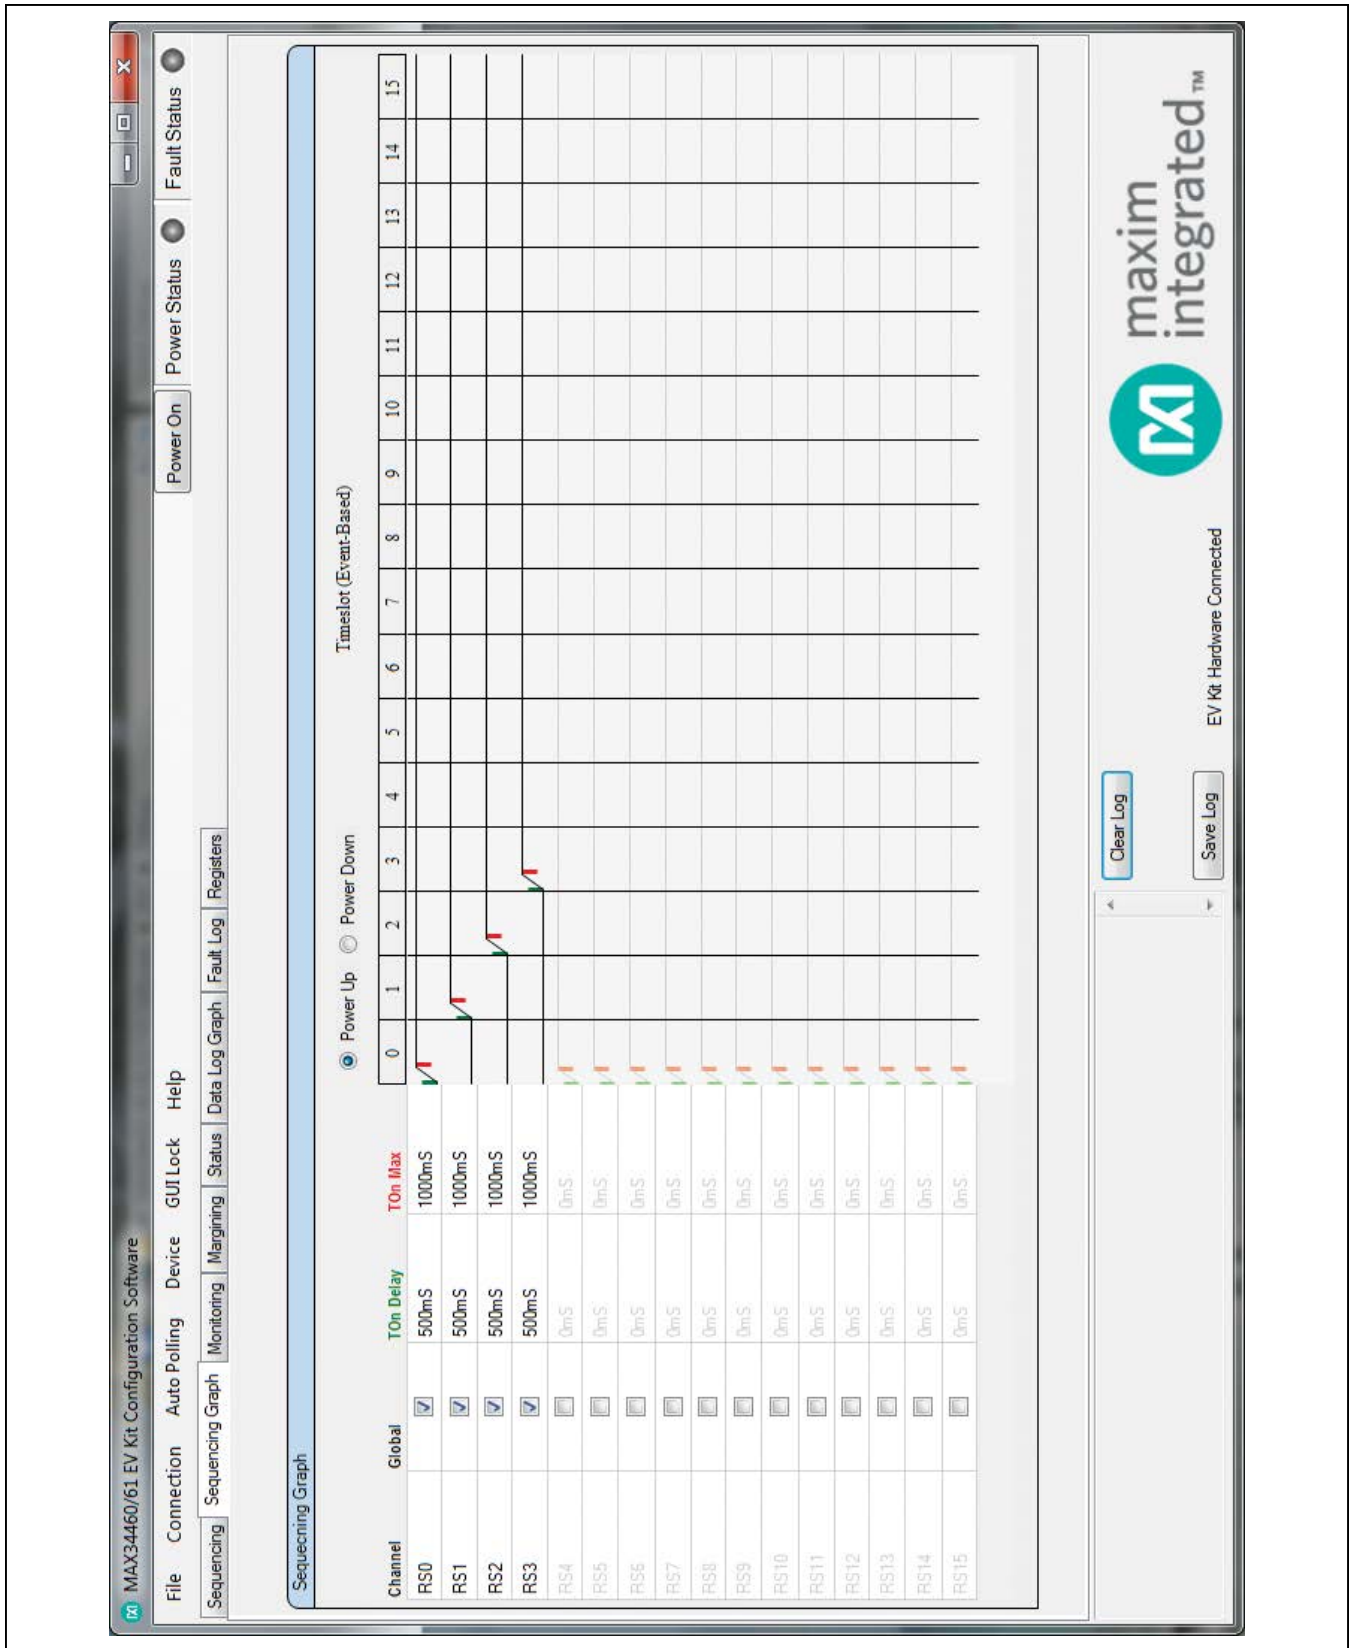 MAX34460/61 EV Kit Configuration Software
File Connection Auto Polling Device GUI Lock Help Power On Power Status Fault Status
Sequencing Sequencing Graph Monitoring Margining Status Data Log Graph Fault Log Registers
Sequecning Graph
Power Up Power Down Timeslot (Event-Based)
Channel Global TOn Delay TOn Max 0 1 2 3 4 5 6 7 8 9 10 11 12 13 14 15
RS0 500mS 1000mS
RS1 500mS 1000mS
RS2 500mS 1000mS
RS3 500mS 1000mS
RS4 0mS 0mS
RS5 0mS 0mS
RS6 0mS 0mS
RS7 0mS 0mS
RS8 0mS 0mS
RS9 0mS 0mS
RS10 0mS 0mS
RS11 0mS 0mS
RS12 0mS 0mS
RS13 0mS 0mS
RS14 0mS 0mS
RS15 0mS 0mS
Clear Log
Save Log
EV Kit Hardware Connected
maxim
integrated™